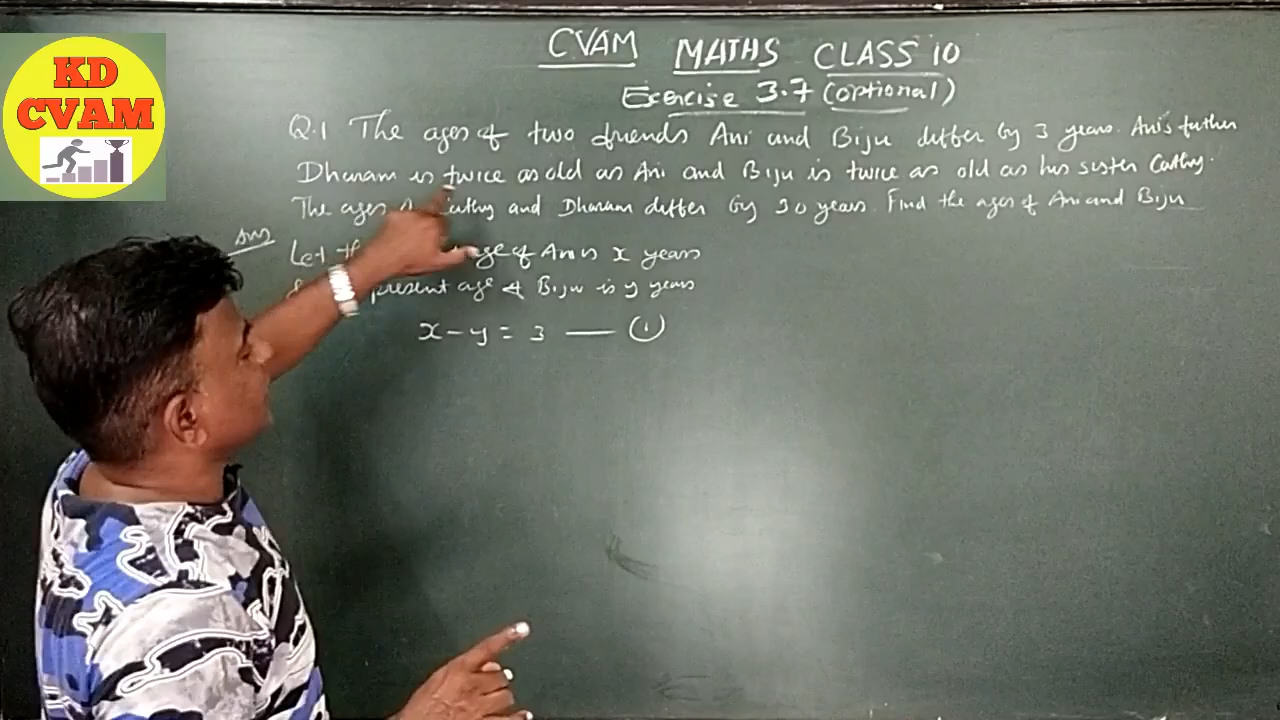 KD
CVAM
CVAM MATHS CLASS 10
Exercise 3.7 (optional)
Q.1 The ages of two friends Ani and Biju differ by 3 years. Ani's father
Dharam is twice as old as Ani and Biju is twice as old as his sister Cathy.
The ages Cathy and Dharam differ by 30 years. Find the ages of Ani and Biju
Ans
Let age of Ani is x years
present age of Biju is y years
x - y = 3 — (1)